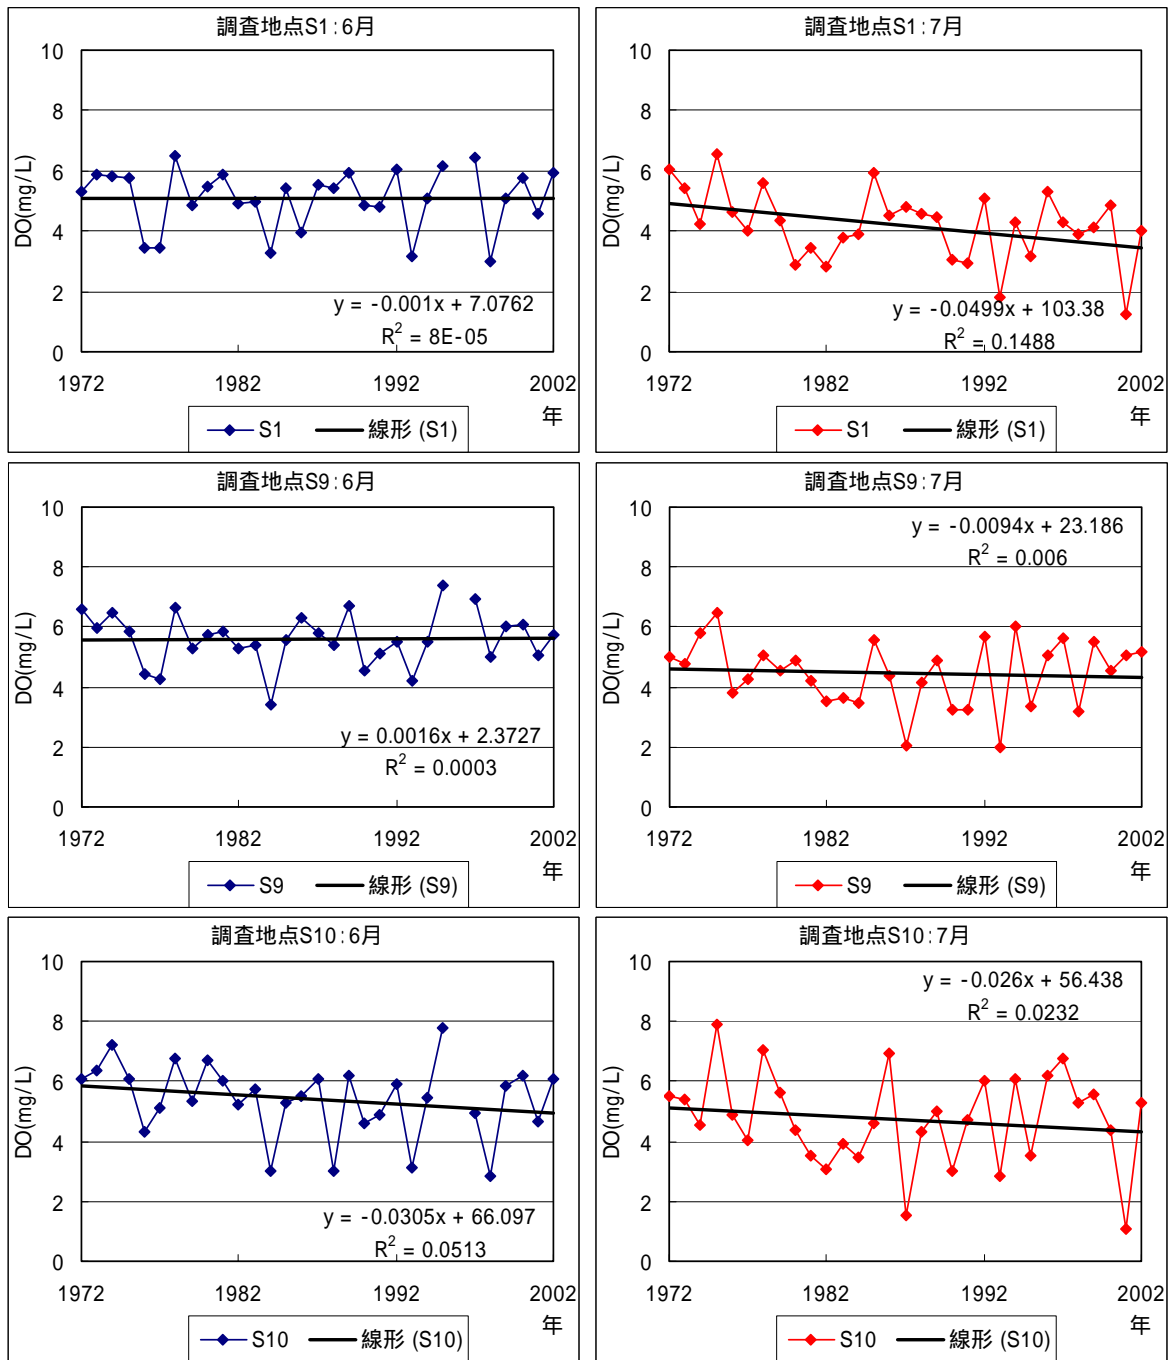 調査地点S1:6月
10
8
6
4
2
0
DO(mg/L)
y = -0.001x + 7.0762
R² = 8E-05
1972 1982 1992 2002
年
S1 線形 (S1)
調査地点S1:7月
10
8
6
4
2
0
DO(mg/L)
y = -0.0499x + 103.38
R² = 0.1488
1972 1982 1992 2002
年
S1 線形 (S1)
調査地点S9:6月
10
8
6
4
2
0
DO(mg/L)
y = 0.0016x + 2.3727
R² = 0.0003
1972 1982 1992 2002
年
S9 線形 (S9)
調査地点S9:7月
10
8
6
4
2
0
DO(mg/L)
y = -0.0094x + 23.186
R² = 0.006
1972 1982 1992 2002
年
S9 線形 (S9)
調査地点S10:6月
10
8
6
4
2
0
DO(mg/L)
y = -0.0305x + 66.097
R² = 0.0513
1972 1982 1992 2002
年
S10 線形 (S10)
調査地点S10:7月
10
8
6
4
2
0
DO(mg/L)
y = -0.026x + 56.438
R² = 0.0232
1972 1982 1992 2002
年
S10 線形 (S10)